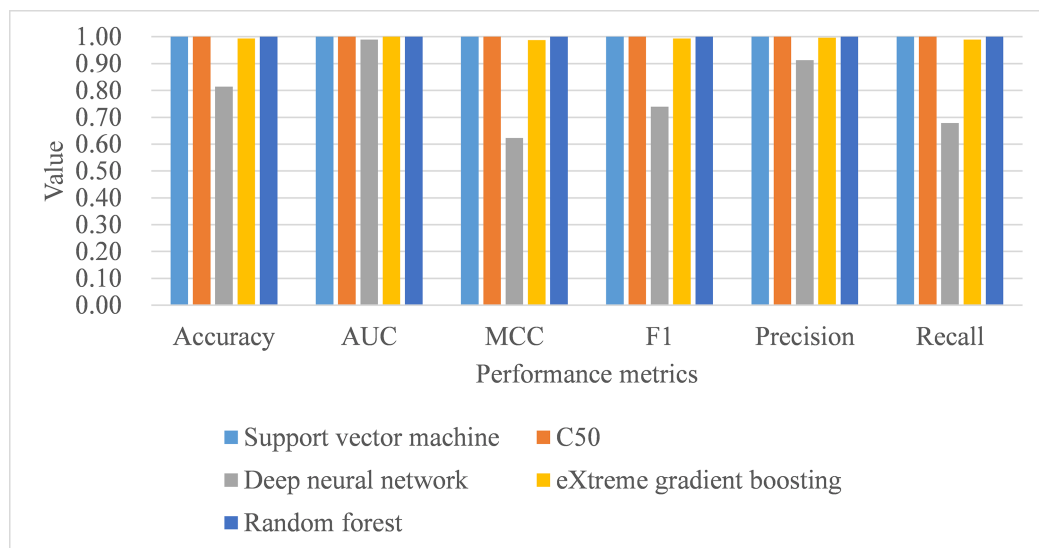 1.00
0.90
0.80
0.70
0.60
0.50
0.40
0.30
0.20
0.10
0.00
Value
Accuracy AUC MCC F1 Precision Recall
Performance metrics
Support vector machine C50
Deep neural network eXtreme gradient boosting
Random forest